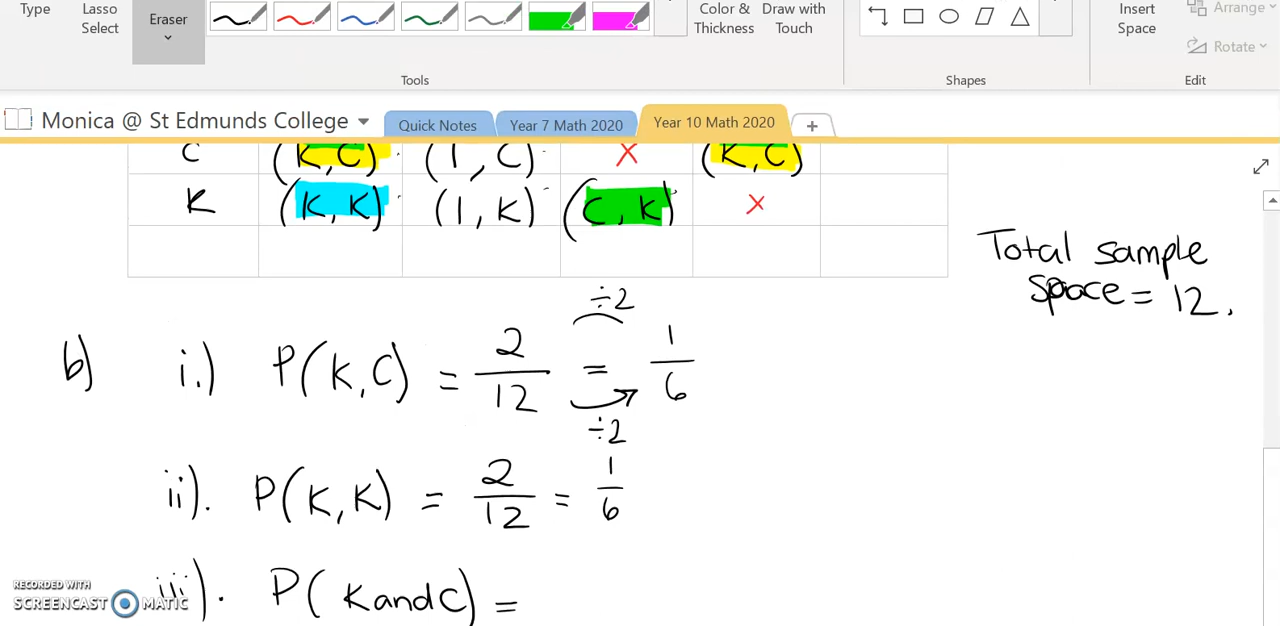 Type
Lasso
Select
Eraser
Color &
Thickness
Draw with
Touch
Insert
Space
Arrange
Rotate
Tools
Shapes
Edit
Monica @ St Edmunds College
Quick Notes
Year 7 Math 2020
Year 10 Math 2020
+
C (K, C) (1, C) × (K, C)
K (K, K) (1, K) (C, K) ×
Total sample
space = 12.
÷2
b) i.) P(K, C) = 2/12 = 1/6
÷2
ii). P(K, K) = 2/12 = 1/6
iii). P(K and C) =
RECORDED WITH
SCREENCAST MATIC